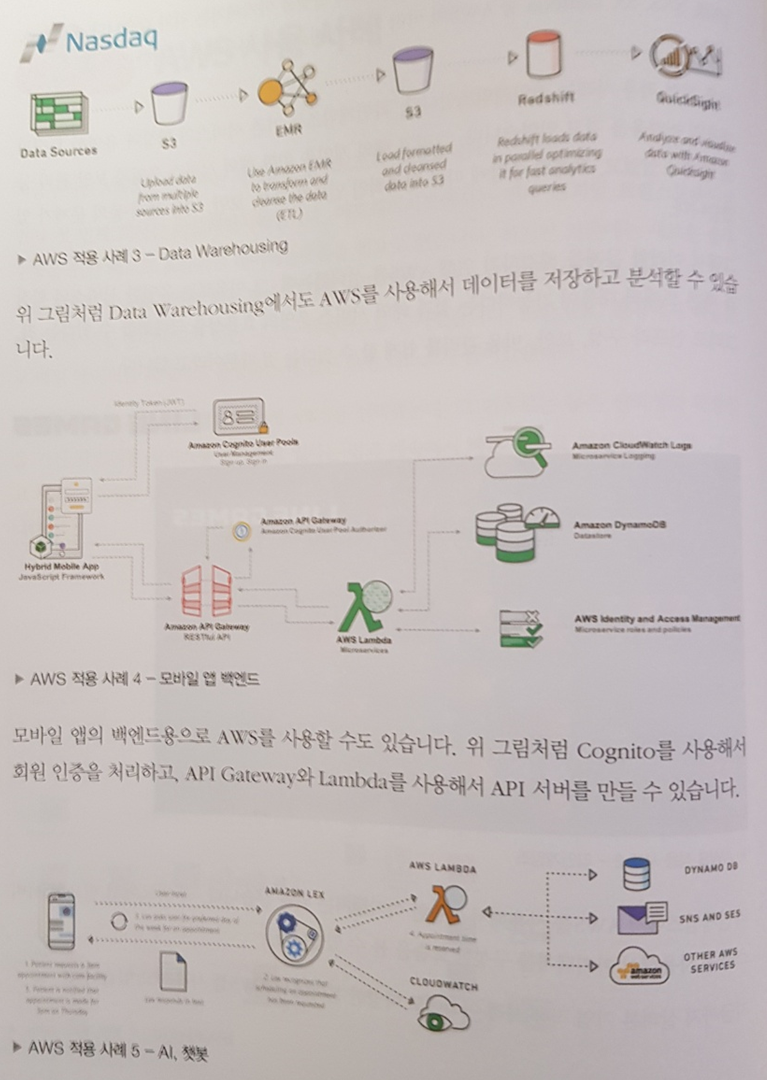 Nasdaq
Data Sources
S3
EMR
S3
Redshift
QuickSight
Upload data
from multiple
sources into S3
Use Amazon EMR
to transform and
cleanse the data
(ETL)
Load formatted
and cleansed
data into S3
Redshift loads data
in parallel optimizing
it for fast analytics
queries
Analyze and visualize
data with Amazon
Quicksight
▶ AWS 적용 사례 3 – Data Warehousing
위 그림처럼 Data Warehousing에서도 AWS를 사용해서 데이터를 저장하고 분석할 수 있습
니다.
Identity Token (JWT)
Amazon Cognito User Pools
User Management
Sign up, Sign in
Amazon CloudWatch Logs
Microservice Logging
Amazon API Gateway
Amazon Cognito User Pool Authorizer
Amazon DynamoDB
Datastore
Hybrid Mobile App
JavaScript Framework
Amazon API Gateway
RESTful API
AWS Lambda
Microservices
AWS Identity and Access Management
Microservice roles and policies
▶ AWS 적용 사례 4 – 모바일 앱 백엔드
모바일 앱의 백엔드용으로 AWS를 사용할 수도 있습니다. 위 그림처럼 Cognito를 사용해서
회원 인증을 처리하고, API Gateway와 Lambda를 사용해서 API 서버를 만들 수 있습니다.
AMAZON LEX
AWS LAMBDA
4. Appointment time
is reserved
CLOUDWATCH
DYNAMO DB
SNS AND SES
OTHER AWS
SERVICES
amazon
▶ AWS 적용 사례 5 – AI, 챗봇